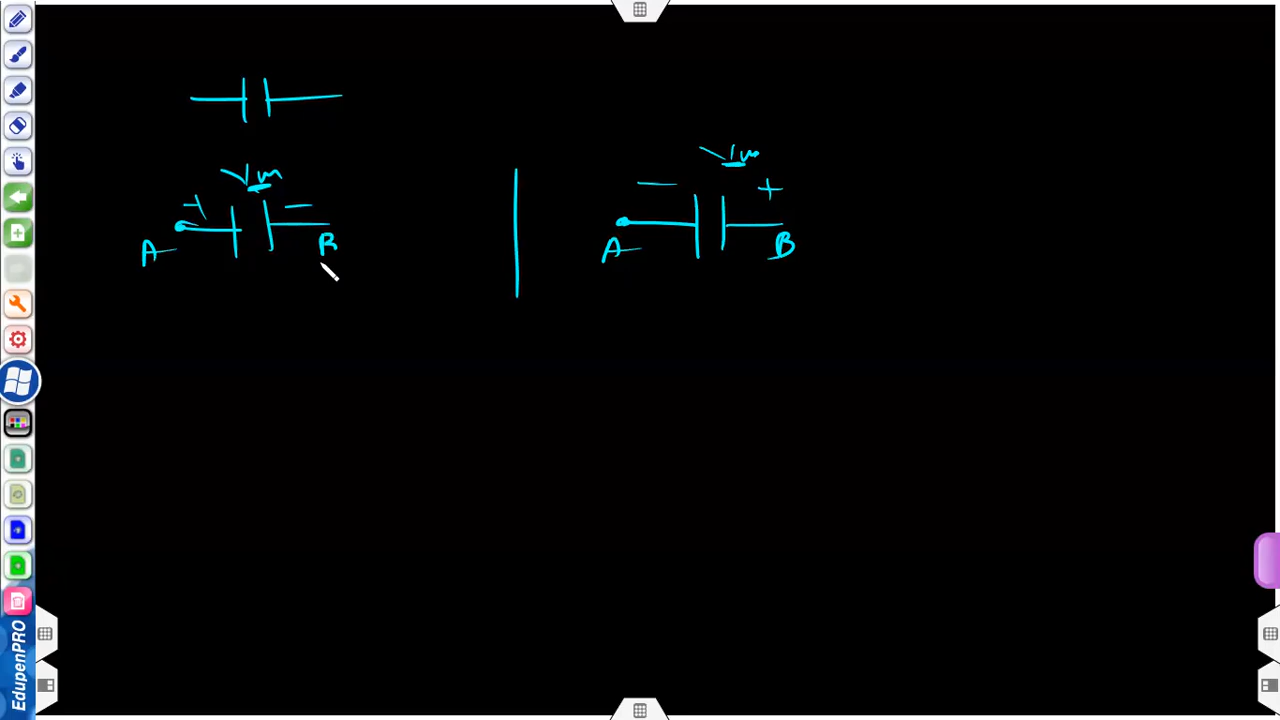 Vm
+ −
A B
Vm
− +
A B
EdupenPRO